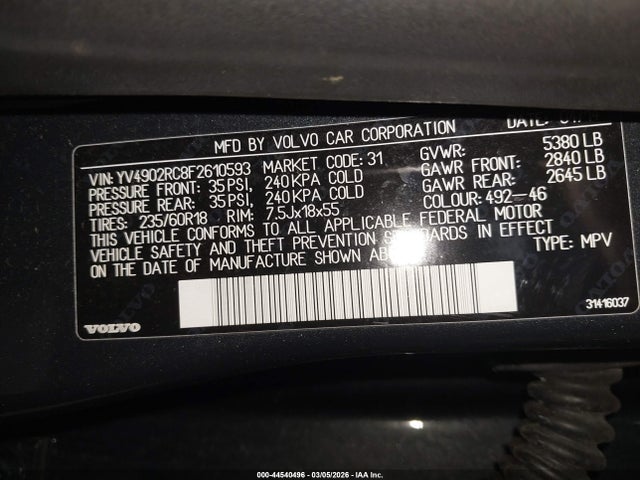 MFD BY VOLVO CAR CORPORATION DATE:
VIN: YV4902RC8F2610593 MARKET CODE: 31 GVWR: 5380 LB
PRESSURE FRONT: 35 PSI, 240 KPA COLD GAWR FRONT: 2840 LB
PRESSURE REAR: 35 PSI, 240 KPA COLD GAWR REAR: 2645 LB
TIRES: 235/60R18 RIM: 7.5Jx18x55 COLOUR: 492-46
THIS VEHICLE CONFORMS TO ALL APPLICABLE FEDERAL MOTOR
VEHICLE SAFETY AND THEFT PREVENTION STANDARDS IN EFFECT
ON THE DATE OF MANUFACTURE SHOWN TYPE: MPV
VOLVO 31416037
000-44540496 - 03/05/2026 - IAA Inc.